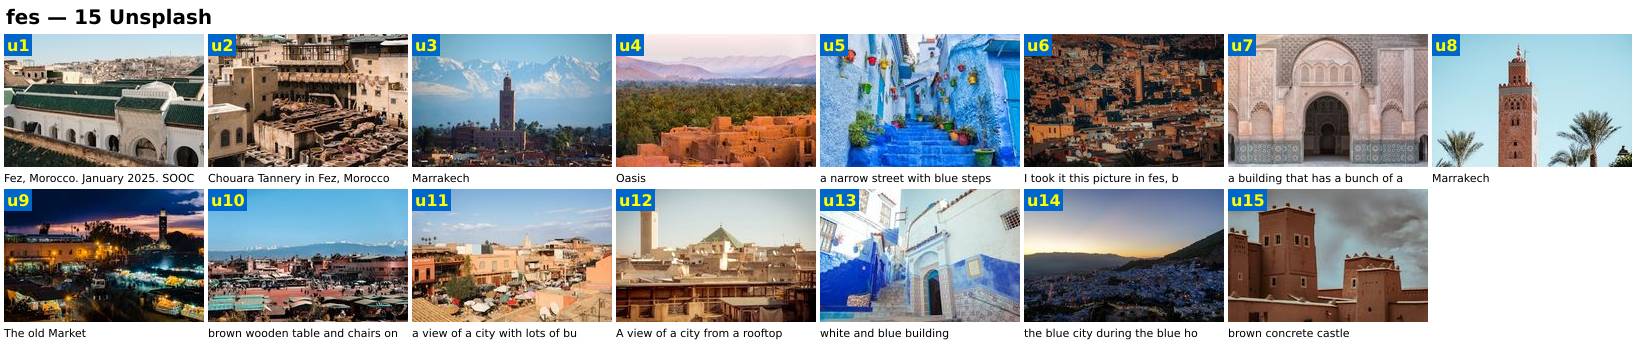 fes — 15 Unsplash
u1
u2
u3
u4
u5
u6
u7
u8
Fez, Morocco. January 2025. SOOC
Chouara Tannery in Fez, Morocco
Marrakech
Oasis
a narrow street with blue steps
I took it this picture in fes, b
a building that has a bunch of a
Marrakech
u9
u10
u11
u12
u13
u14
u15
The old Market
brown wooden table and chairs on
a view of a city with lots of bu
A view of a city from a rooftop
white and blue building
the blue city during the blue ho
brown concrete castle